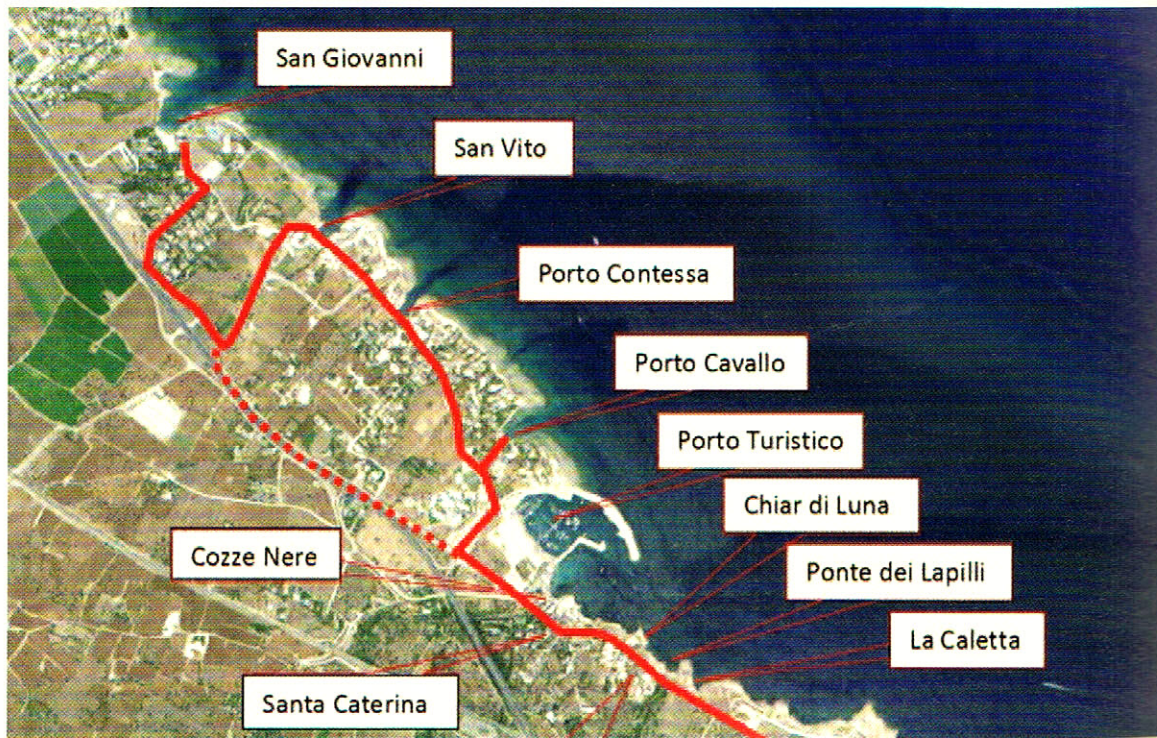 San Giovanni
San Vito
Porto Contessa
Porto Cavallo
Porto Turistico
Chiar di Luna
Cozze Nere
Ponte dei Lapilli
La Caletta
Santa Caterina